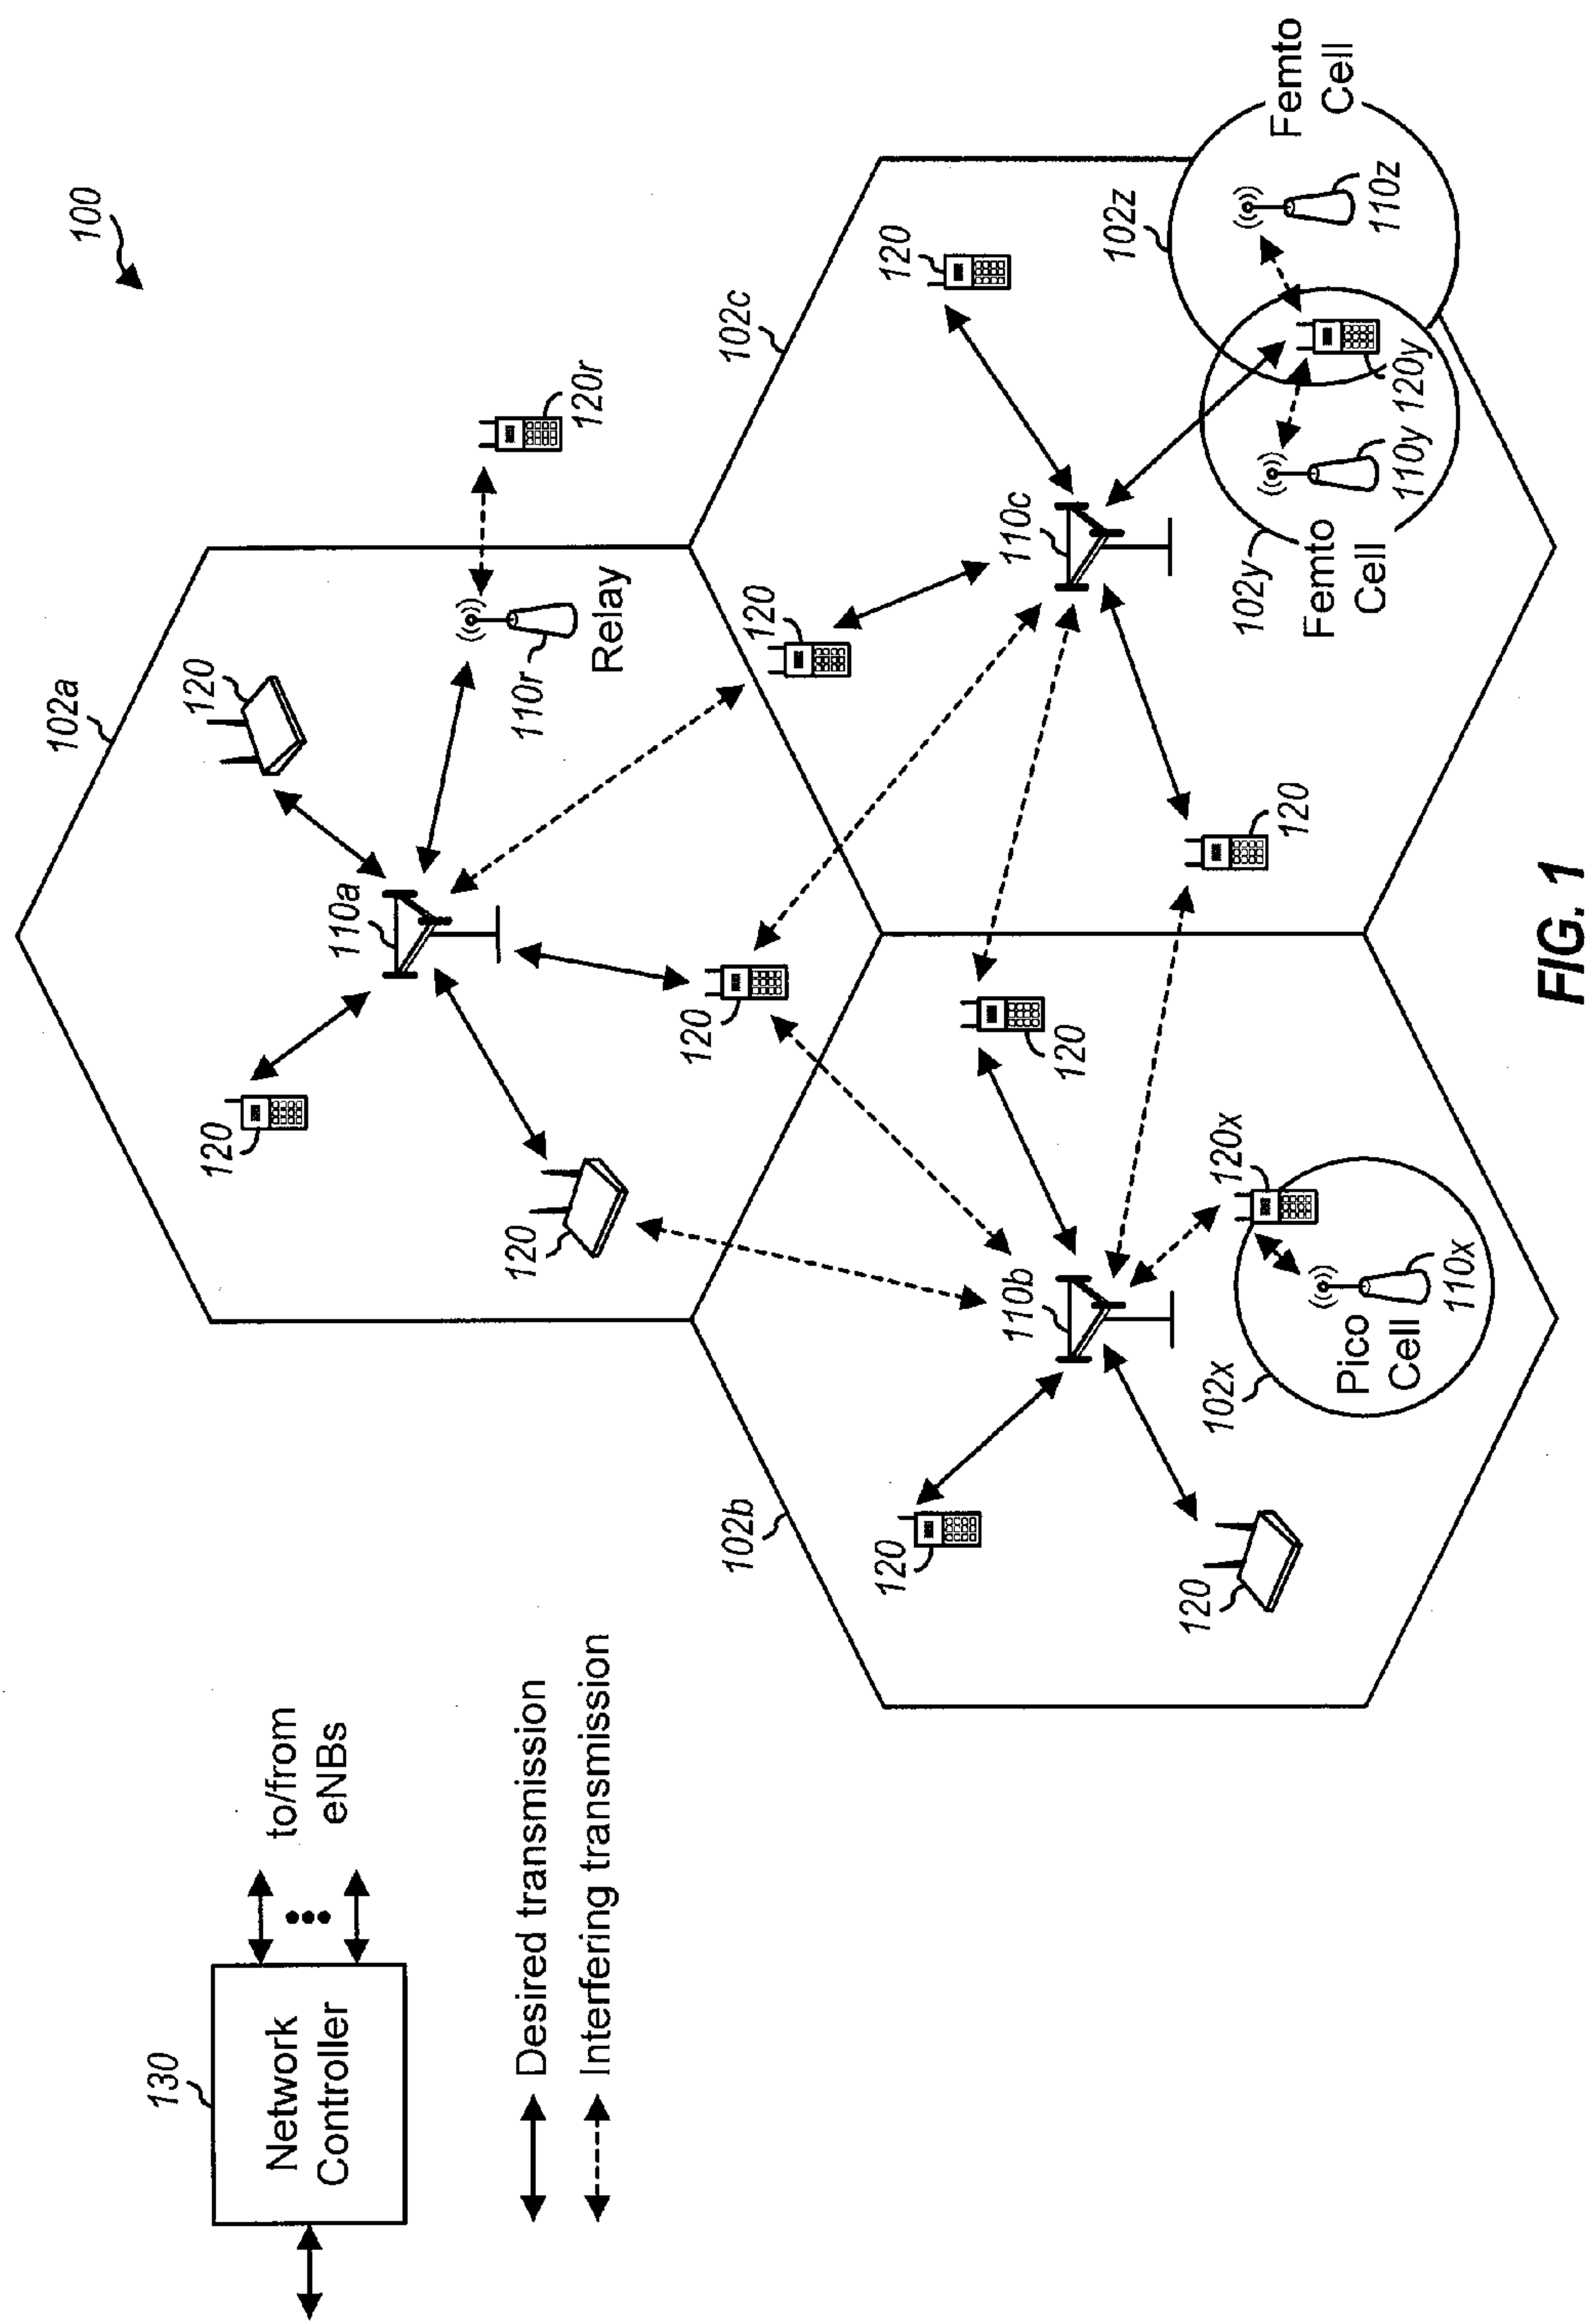 100
130
Network
Controller
to/from
eNBs
Desired transmission
Interfering transmission
102a
120
120
110a
120r
110r
Relay
120
120
102b
102c
120
120
110c
120
110b
120
120
120x
120
102x
Pico
Cell
110x
120
102z
Femto
Cell
110z
102y
Femto
Cell
110y
120y
FIG. 1